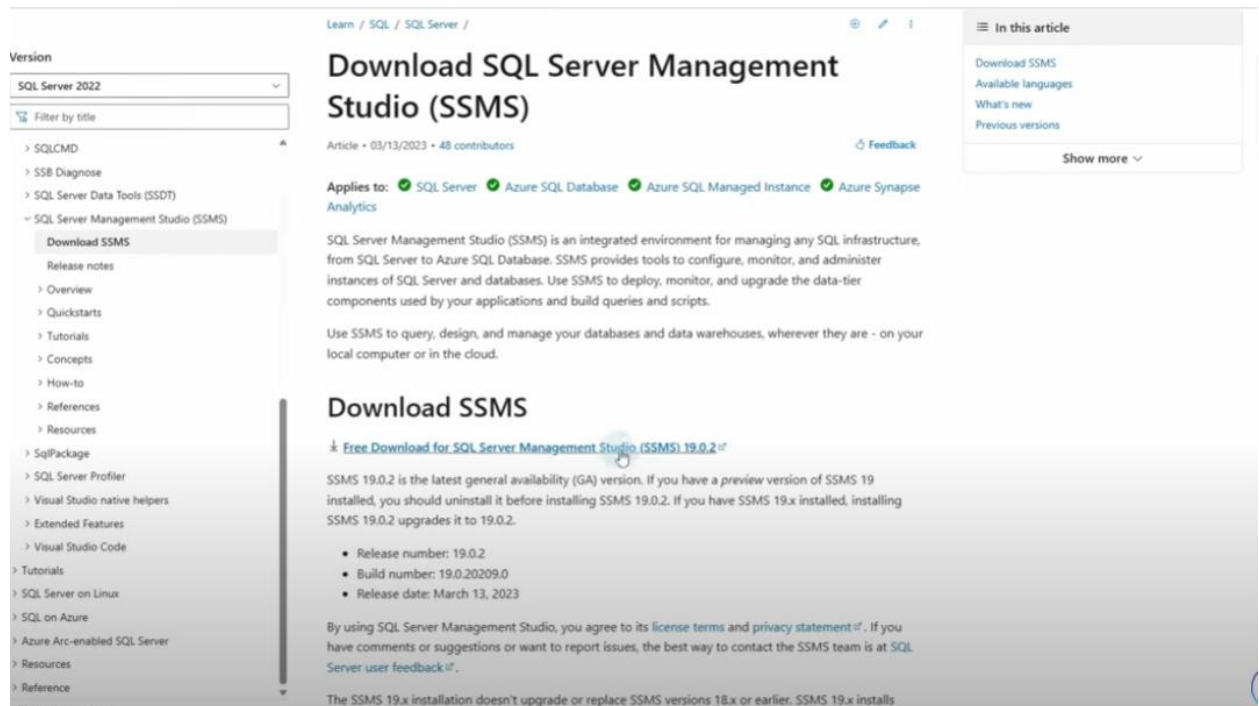 Version
SQL Server 2022
Filter by title
SQLCMD
SSB Diagnose
SQL Server Data Tools (SSDT)
SQL Server Management Studio (SSMS)
Download SSMS
Release notes
Overview
Quickstarts
Tutorials
Concepts
How-to
References
Resources
SqlPackage
SQL Server Profiler
Visual Studio native helpers
Extended Features
Visual Studio Code
Tutorials
SQL Server on Linux
SQL on Azure
Azure Arc-enabled SQL Server
Resources
Reference
Learn / SQL / SQL Server /
Download SQL Server Management
Studio (SSMS)
Article • 03/13/2023 • 48 contributors
Feedback
Applies to: SQL Server Azure SQL Database Azure SQL Managed Instance Azure Synapse
Analytics
SQL Server Management Studio (SSMS) is an integrated environment for managing any SQL infrastructure,
from SQL Server to Azure SQL Database. SSMS provides tools to configure, monitor, and administer
instances of SQL Server and databases. Use SSMS to deploy, monitor, and upgrade the data-tier
components used by your applications and build queries and scripts.
Use SSMS to query, design, and manage your databases and data warehouses, wherever they are - on your
local computer or in the cloud.
Download SSMS
Free Download for SQL Server Management Studio (SSMS) 19.0.2
SSMS 19.0.2 is the latest general availability (GA) version. If you have a preview version of SSMS 19
installed, you should uninstall it before installing SSMS 19.0.2. If you have SSMS 19.x installed, installing
SSMS 19.0.2 upgrades it to 19.0.2.
• Release number: 19.0.2
• Build number: 19.0.20209.0
• Release date: March 13, 2023
By using SQL Server Management Studio, you agree to its license terms and privacy statement. If you
have comments or suggestions or want to report issues, the best way to contact the SSMS team is at SQL
Server user feedback.
The SSMS 19.x installation doesn't upgrade or replace SSMS versions 18.x or earlier. SSMS 19.x installs
In this article
Download SSMS
Available languages
What's new
Previous versions
Show more